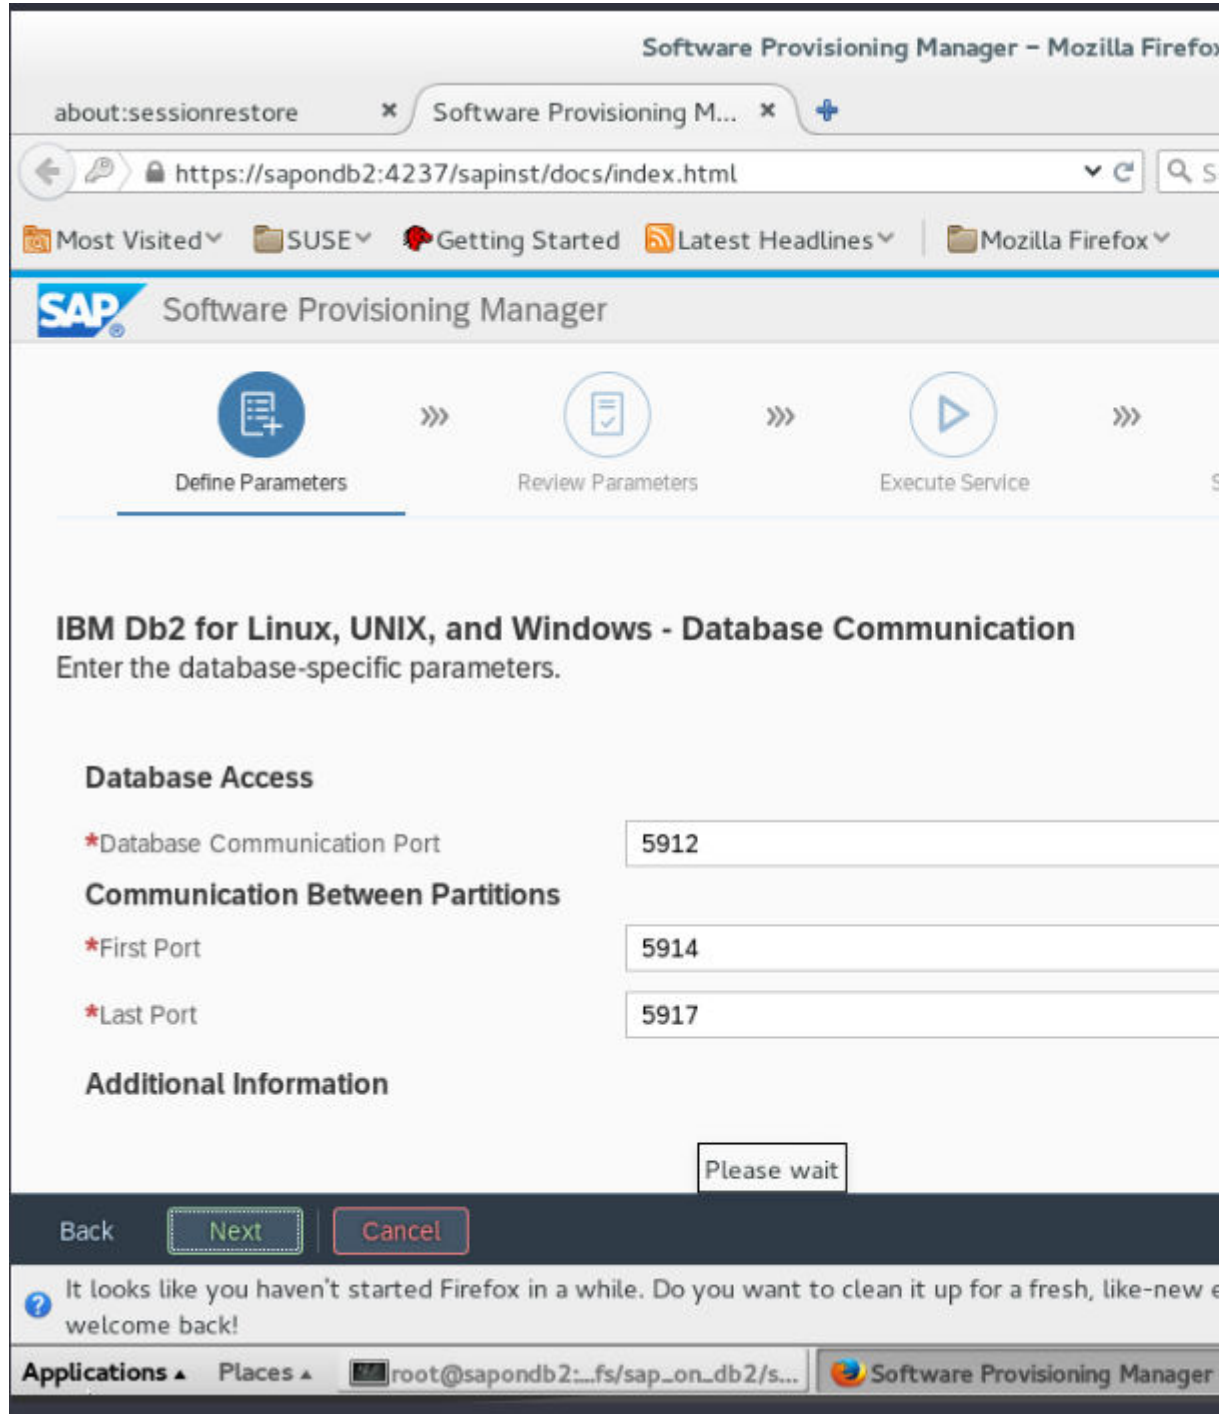 Software Provisioning Manager – Mozilla Firefox
about:sessionrestore
Software Provisioning M...
https://sapondb2:4237/sapinst/docs/index.html
Most Visited
SUSE
Getting Started
Latest Headlines
Mozilla Firefox
SAP
Software Provisioning Manager
Define Parameters
Review Parameters
Execute Service
IBM Db2 for Linux, UNIX, and Windows - Database Communication
Enter the database-specific parameters.
Database Access
*Database Communication Port
5912
Communication Between Partitions
*First Port
5914
*Last Port
5917
Additional Information
Please wait
Back
Next
Cancel
It looks like you haven't started Firefox in a while. Do you want to clean it up for a fresh, like-new
welcome back!
Applications
Places
root@sapondb2:...fs/sap_on_db2/s...
Software Provisioning Manager